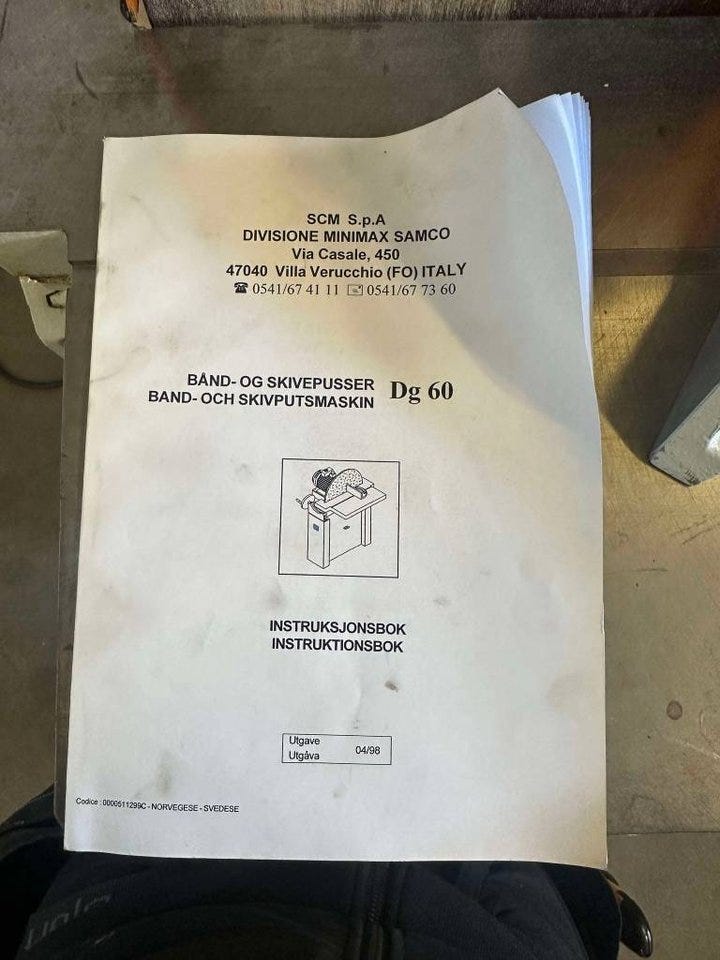 SCM S.p.A
DIVISIONE MINIMAX SAMCO
Via Casale, 450
47040 Villa Verucchio (FO) ITALY
☎ 0541/67 41 11 🖃 0541/67 73 60
BÅND- OG SKIVEPUSSER
BAND- OCH SKIVPUTSMASKIN
Dg 60
INSTRUKSJONSBOK
INSTRUKTIONSBOK
Utgave
Utgåva
04/98
Codice : 0000511299C - NORVEGESE - SVEDESE